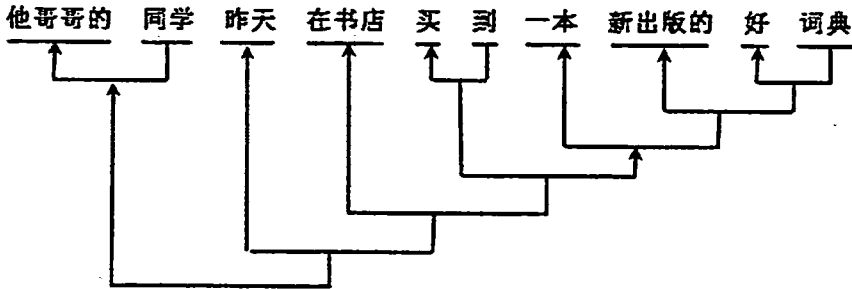 他哥哥的 同学 昨天 在书店 买 到 一本 新出版的 好 词典